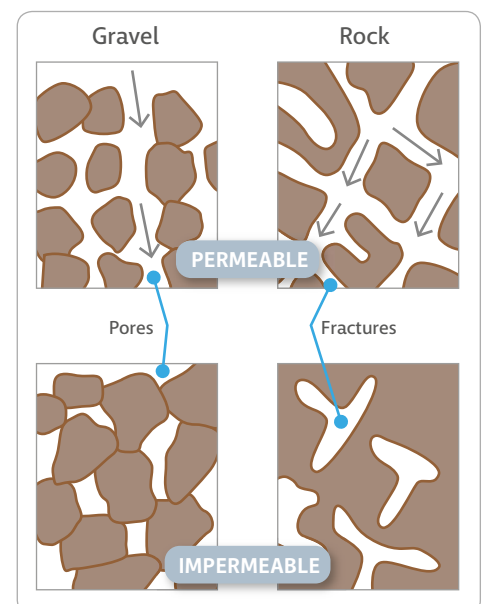 Gravel
Rock
PERMEABLE
Pores
Fractures
IMPERMEABLE